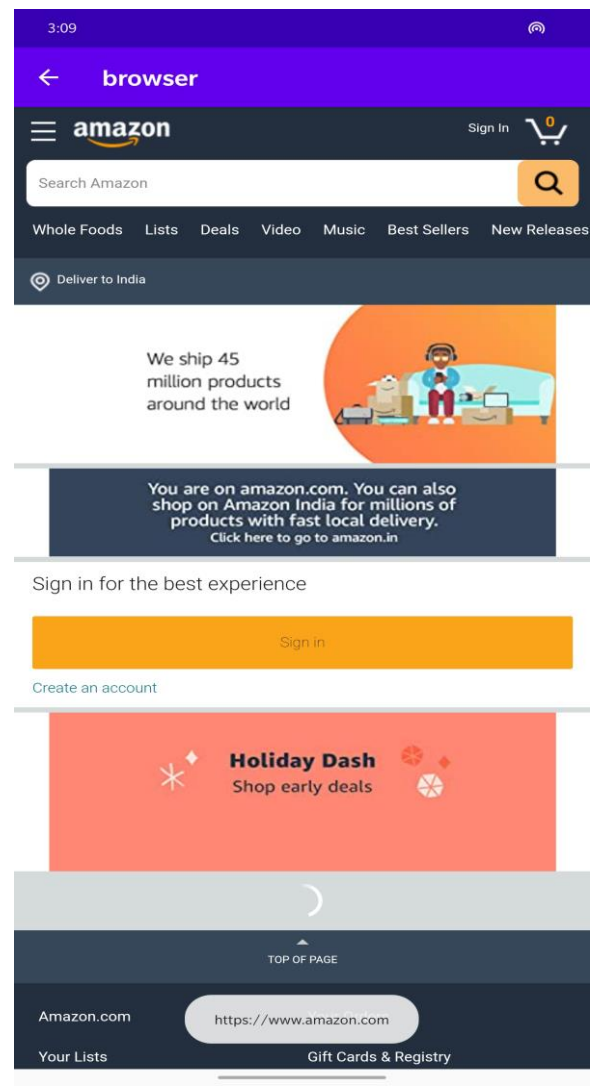 3:09
browser
amazon
Sign In
0
Search Amazon
Whole Foods Lists Deals Video Music Best Sellers New Releases
Deliver to India
We ship 45
million products
around the world
You are on amazon.com. You can also
shop on Amazon India for millions of
products with fast local delivery.
Click here to go to amazon.in
Sign in for the best experience
Sign in
Create an account
Holiday Dash
Shop early deals
TOP OF PAGE
Amazon.com
https://www.amazon.com
Your Lists Gift Cards & Registry